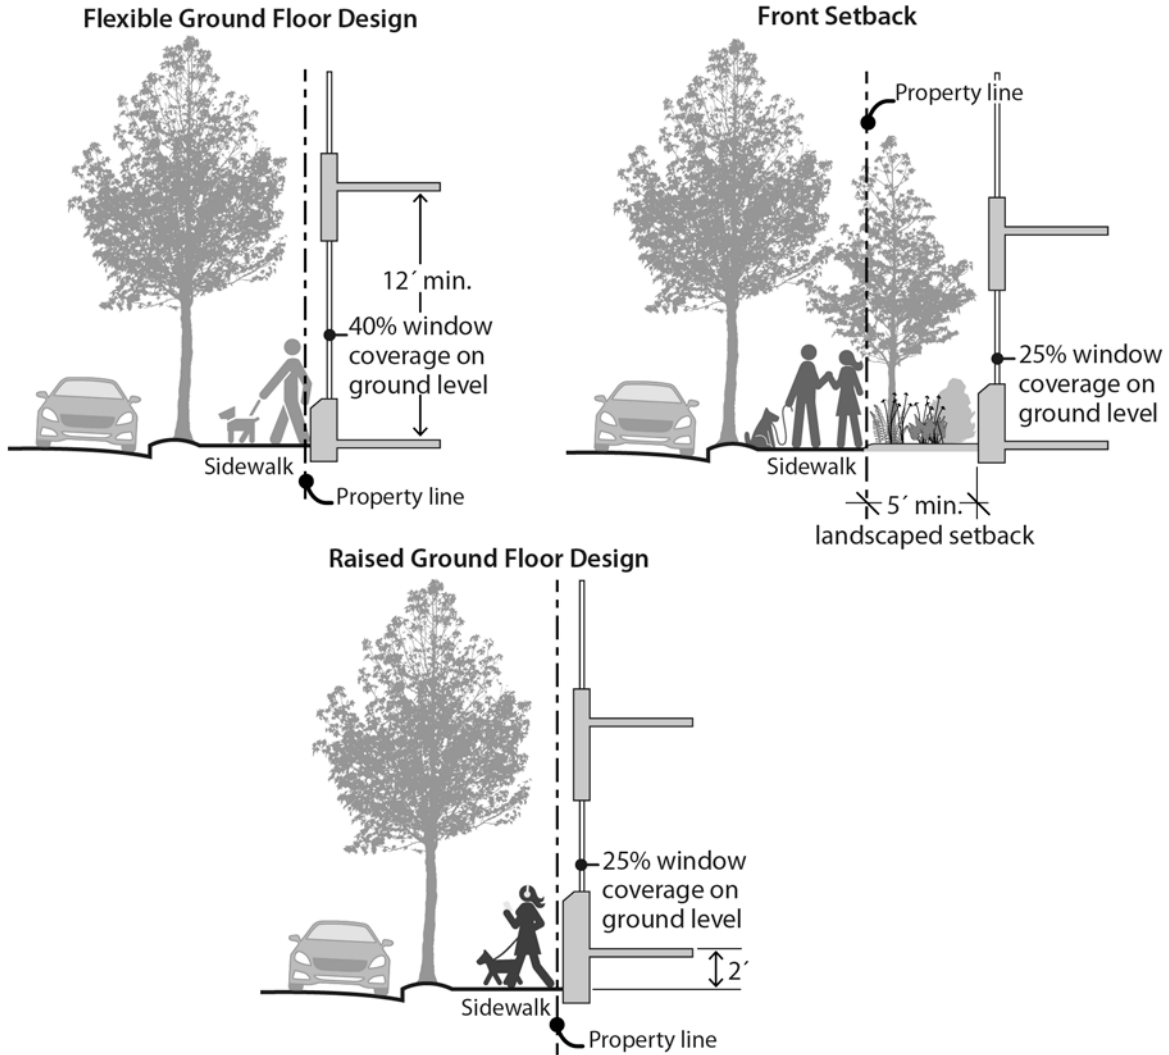 Flexible Ground Floor Design
12´ min.
40% window
coverage on
ground level
Sidewalk
Property line
Front Setback
Property line
25% window
coverage on
ground level
Sidewalk
5´ min.
landscaped setback
Raised Ground Floor Design
25% window
coverage on
ground level
2´
Sidewalk
Property line